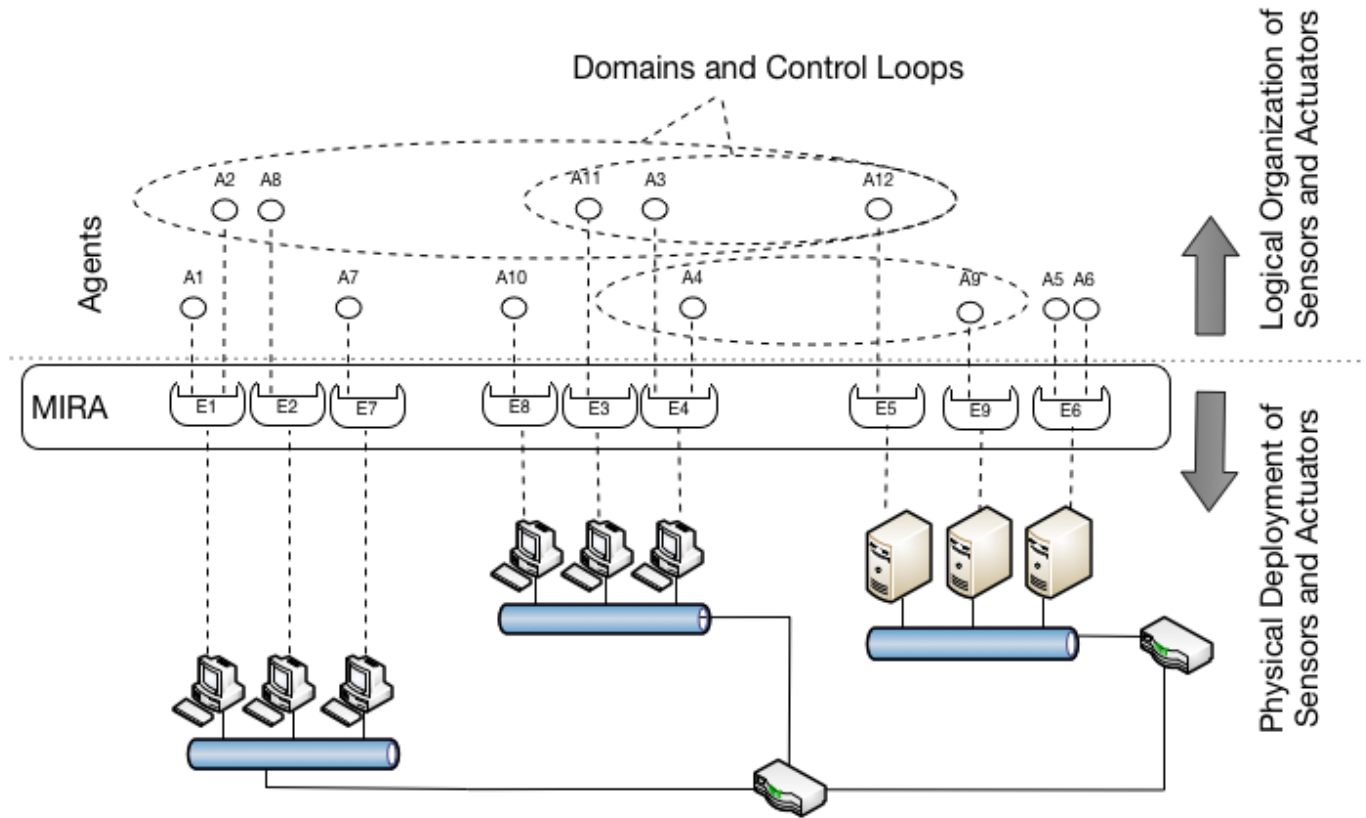 Domains and Control Loops
A2 A8 A11 A3 A12
Agents
A1 A7 A10 A4 A9 A5 A6
Logical Organization of
Sensors and Actuators
MIRA
E1 E2 E7 E8 E3 E4 E5 E9 E6
Physical Deployment of
Sensors and Actuators